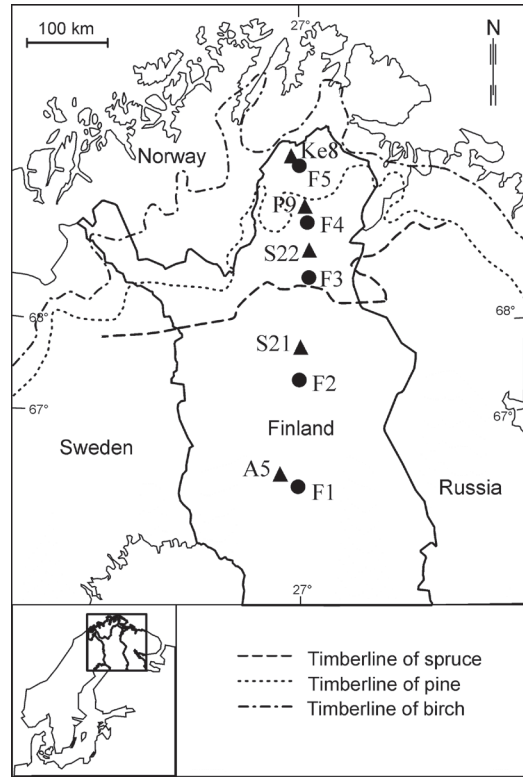 100 km
27°
N
Norway
Ke8
F5
P9
F4
S22
F3
68°
68°
S21
F2
67°
67°
Finland
Sweden
A5
F1
Russia
27°
Timberline of spruce
Timberline of pine
Timberline of birch